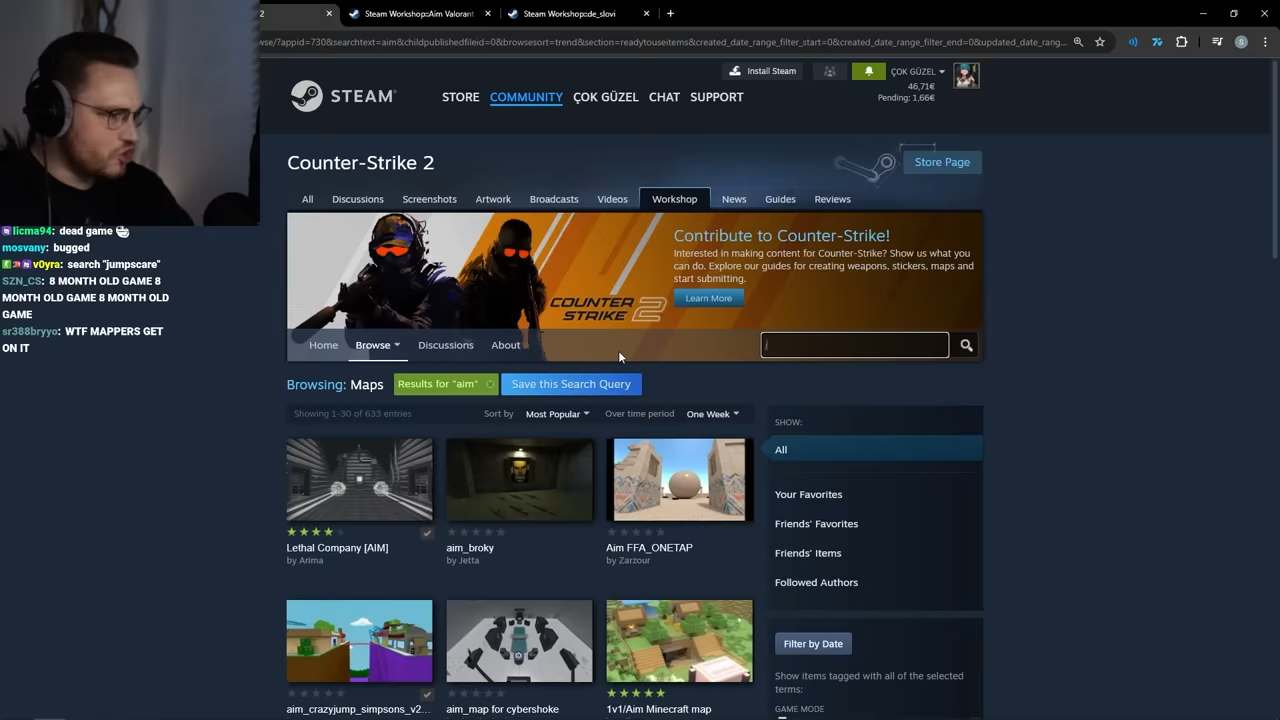 2
Steam Workshop::Aim Valorant
Steam Workshop::de_slovi
se/?appid=730&searchtext=aim&childpublishedfileid=0&browsesort=trend&section=readytouseitems&created_date_range_filter_start=0&created_date_range_filter_end=0&updated_date_rang...
Install Steam
ÇOK GÜZEL
46,71€
Pending: 1,66€
STEAM
STORE COMMUNITY ÇOK GÜZEL CHAT SUPPORT
Counter-Strike 2
Store Page
All Discussions Screenshots Artwork Broadcasts Videos Workshop News Guides Reviews
Contribute to Counter-Strike!
Interested in making content for Counter-Strike? Show us what you
can do. Explore our guides for creating weapons, stickers, maps and
start submitting.
Learn More
COUNTER
STRIKE 2
licma94: dead game
mosvany: bugged
v0yra: search "jumpscare"
SZN_CS: 8 MONTH OLD GAME 8
MONTH OLD GAME 8 MONTH OLD
GAME
sr388bryyo: WTF MAPPERS GET
ON IT
Home Browse Discussions About
j
Browsing: Maps Results for "aim" Save this Search Query
Showing 1-30 of 633 entries
Sort by Most Popular Over time period One Week
SHOW:
All
Your Favorites
Friends' Favorites
Friends' Items
Followed Authors
Lethal Company [AIM]
by Arima
aim_broky
by Jetta
Aim FFA_ONETAP
by Zarzour
aim_crazyjump_simpsons_v2...
aim_map for cybershoke
1v1/Aim Minecraft map
Filter by Date
Show items tagged with all of the selected
terms:
GAME MODE